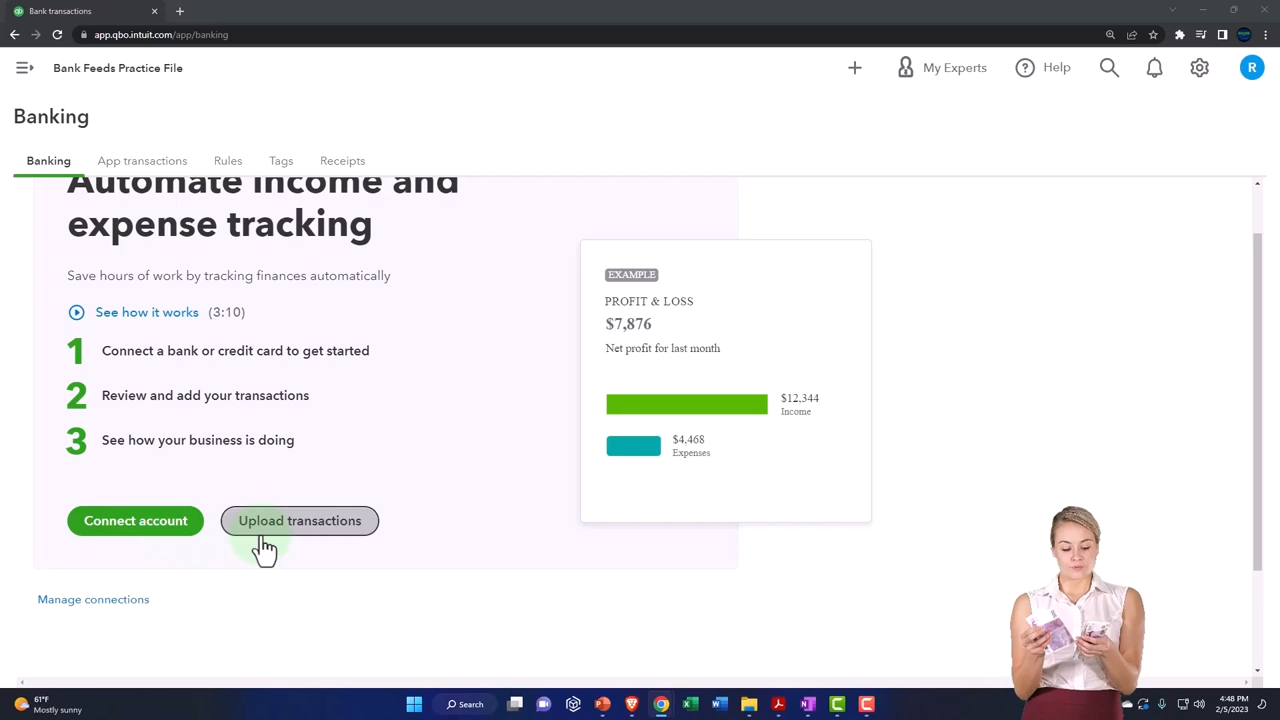 Bank transactions
app.qbo.intuit.com/app/banking
Bank Feeds Practice File
My Experts
Help
R
Banking
Banking
App transactions
Rules
Tags
Receipts
Automate income and
expense tracking
Save hours of work by tracking finances automatically
See how it works (3:10)
1 Connect a bank or credit card to get started
2 Review and add your transactions
3 See how your business is doing
Connect account
Upload transactions
Manage connections
EXAMPLE
PROFIT & LOSS
$7,876
Net profit for last month
$12,344
Income
$4,468
Expenses
61°F
Mostly sunny
Search
4:48 PM
2/5/2023